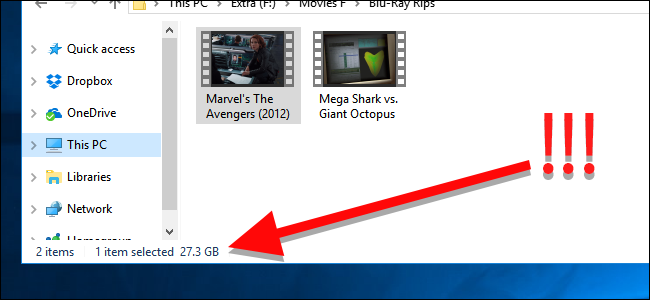 This PC > Extra (F:) > Movies F > Blu-Ray Rips
Quick access
Dropbox
OneDrive
This PC
Libraries
Network
Homegroup
Marvel's The
Avengers (2012)
Mega Shark vs.
Giant Octopus
!!!
2 items 1 item selected 27.3 GB